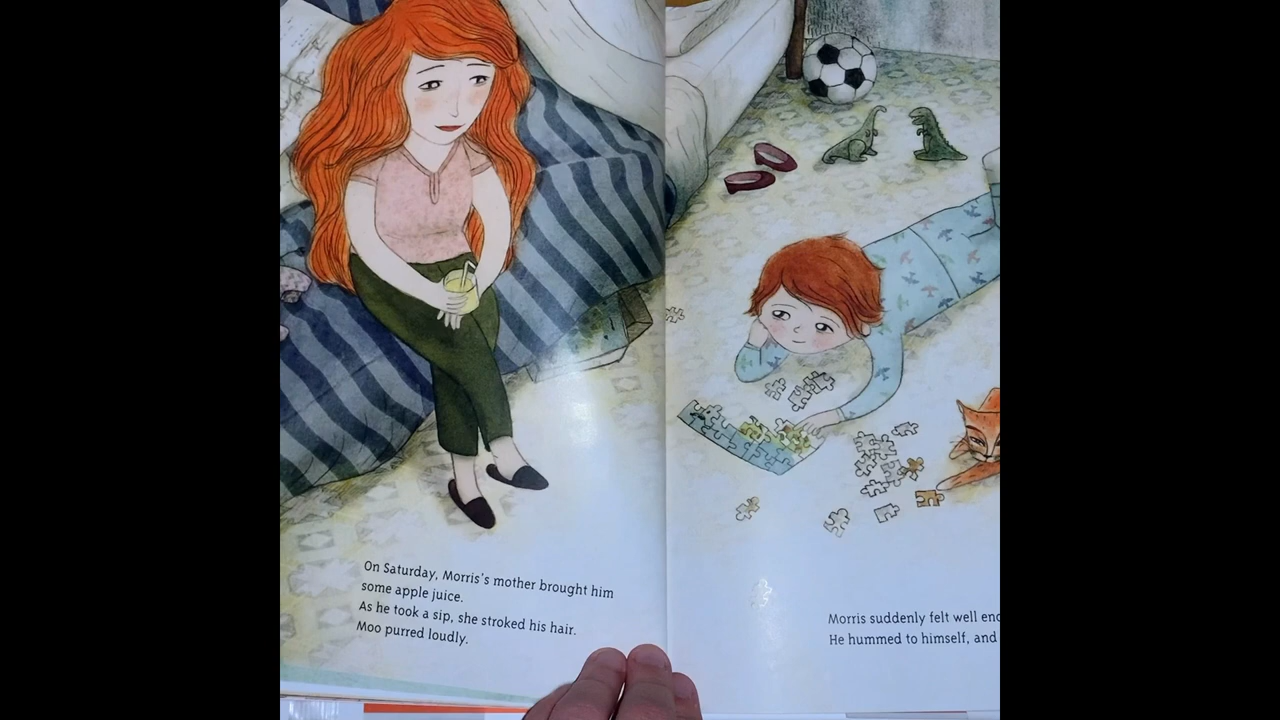 On Saturday, Morris's mother brought him
some apple juice.
As he took a sip, she stroked his hair.
Moo purred loudly.
Morris suddenly felt well
He hummed to himself, and